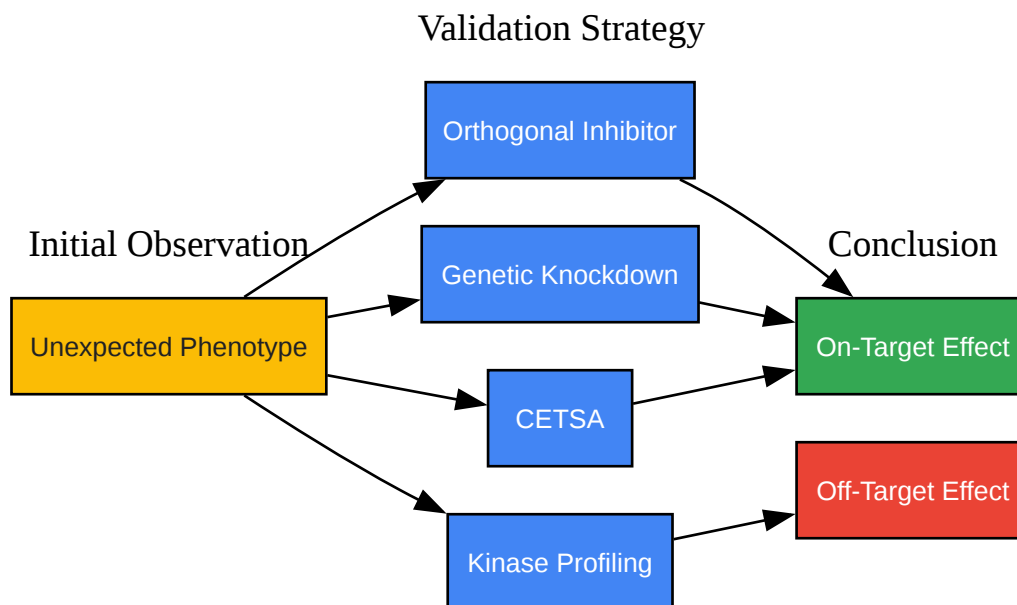 Validation Strategy
Orthogonal Inhibitor
Initial Observation
Genetic Knockdown
Conclusion
Unexpected Phenotype
On-Target Effect
CETSA
Off-Target Effect
Kinase Profiling